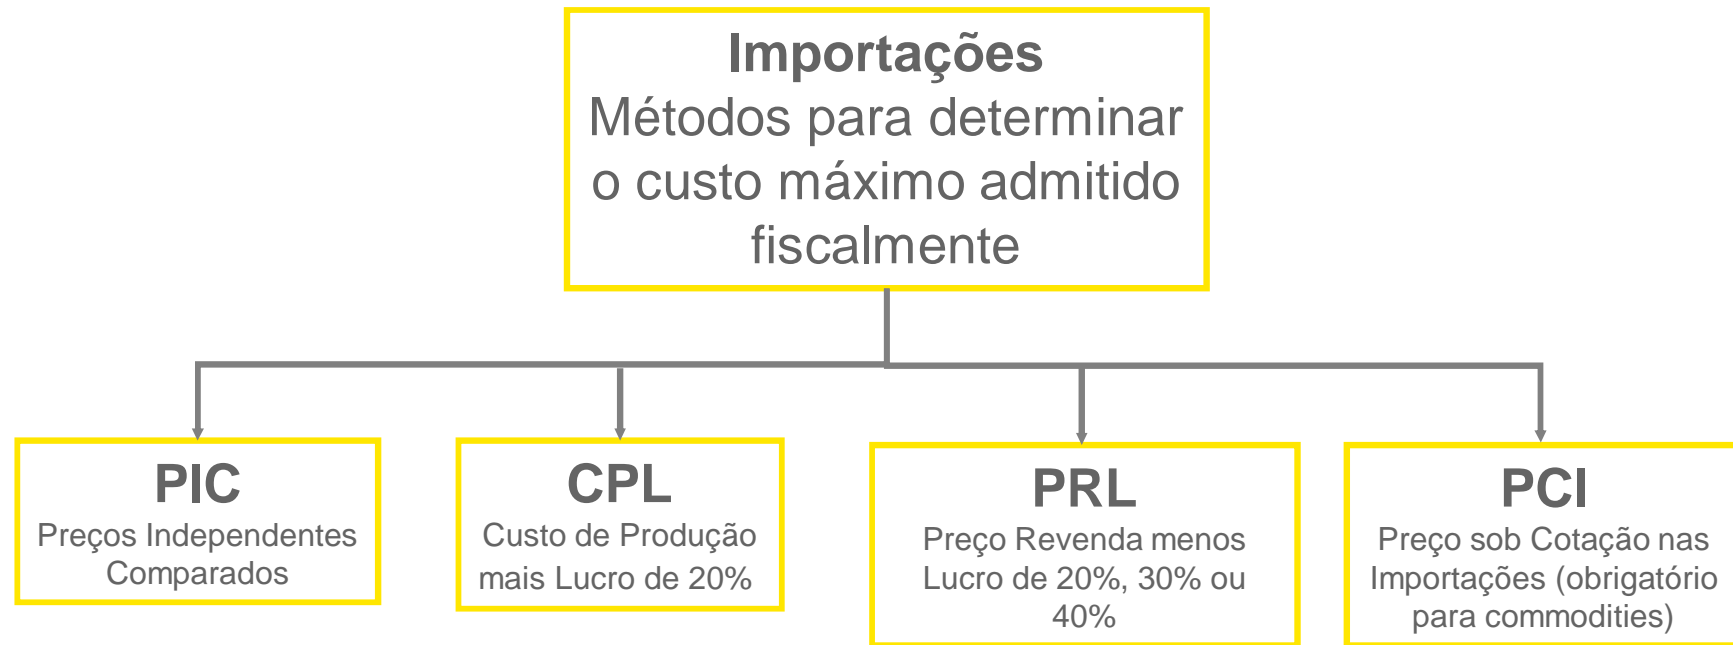 Importações
Métodos para determinar
o custo máximo admitido
fiscalmente
PIC
Preços Independentes
Comparados
CPL
Custo de Produção
mais Lucro de 20%
PRL
Preço Revenda menos
Lucro de 20%, 30% ou
40%
PCI
Preço sob Cotação nas
Importações (obrigatório
para commodities)